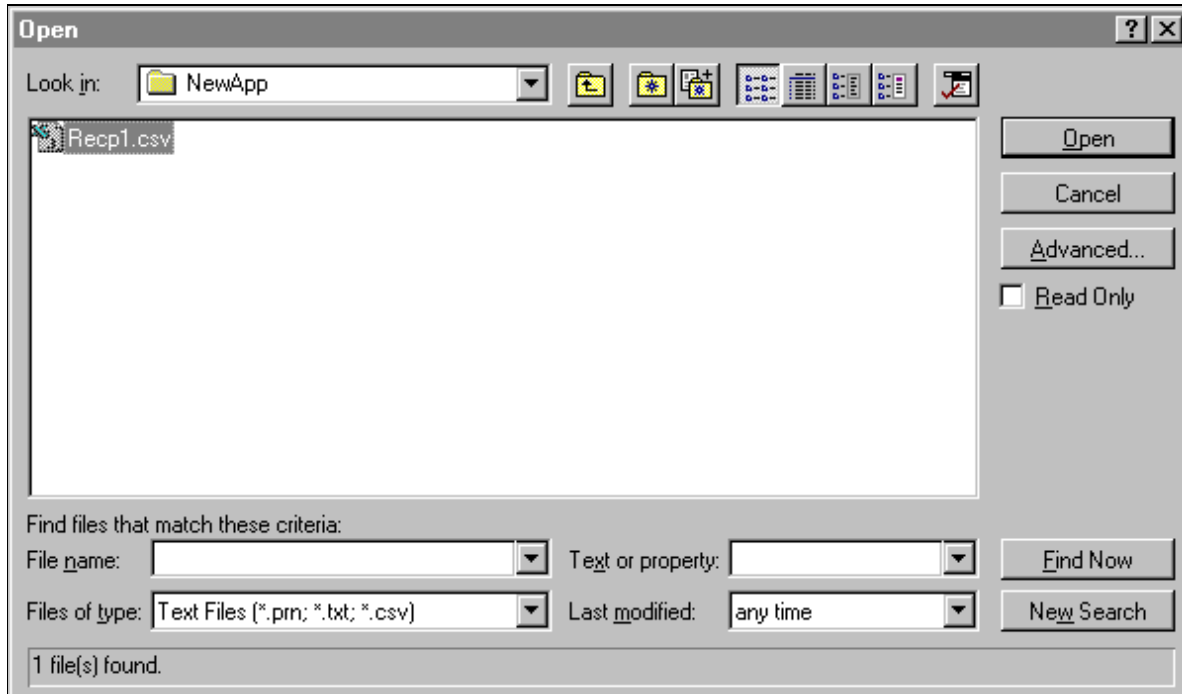 Open
Look in: NewApp
Recp1.csv
Open
Cancel
Advanced...
Read Only
Find files that match these criteria:
File name: Text or property: Find Now
Files of type: Text Files (*.prn; *.txt; *.csv) Last modified: any time New Search
1 file(s) found.